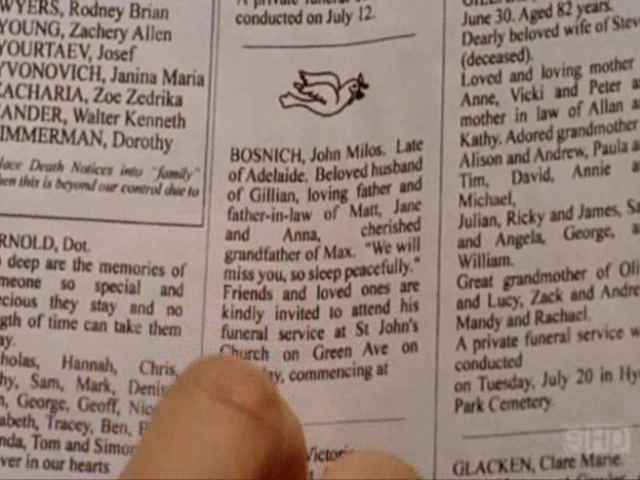 WYERS, Rodney Brian
YOUNG, Zachery Allen
YOURTAEV, Josef
YVONOVICH, Janina Maria
ZACHARIA, Zoe Zedrika
ZANDER, Walter Kenneth
ZIMMERMAN, Dorothy
lace Death Notices into "family"
en this is beyond our control due to
RNOLD, Dot.
deep are the memories of
meone so special and
cious they stay and no
gth of time can take them
ay.
holas, Hannah, Chris,
hy, Sam, Mark,
George, Geoff,
abeth, Tracey, Ben,
nda, Tom and Simon
ver in our hearts
conducted on July 12.
BOSNICH, John Milos. Late
of Adelaide. Beloved husband
of Gillian, loving father and
father-in-law of Matt, Jane
and Anna, cherished
grandfather of Max. "We will
miss you, so sleep peacefully."
Friends and loved ones are
kindly invited to attend his
funeral service at St John's
Church on Green Ave on
ay, commencing at
June 30. Aged 82 years.
Dearly beloved wife of Stev
(deceased).
Loved and loving mother
Anne, Vicki and Peter a
mother in law of Allan a
Kathy. Adored grandmother
Alison and Andrew, Paula a
Tim, David, Annie a
Michael,
Julian, Ricky and James, Sa
and Angela, George, a
William.
Great grandmother of Oli
and Lucy, Zack and Andre
Mandy and Rachael.
A private funeral service w
conducted
on Tuesday, July 20 in Hy
Park Cemetery.
GLACKEN, Clare Marie.
HD